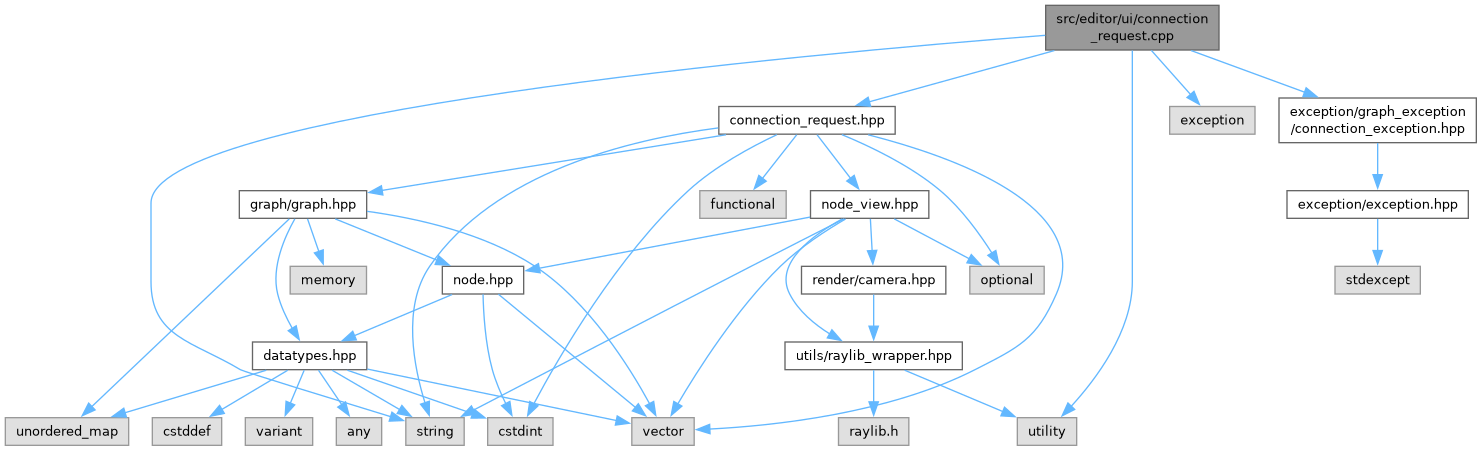 src/editor/ui/connection
_request.cpp
connection_request.hpp
exception
exception/graph_exception
/connection_exception.hpp
graph/graph.hpp
functional
node_view.hpp
exception/exception.hpp
memory
node.hpp
render/camera.hpp
optional
stdexcept
datatypes.hpp
utils/raylib_wrapper.hpp
unordered_map
cstddef
variant
any
string
cstdint
vector
raylib.h
utility